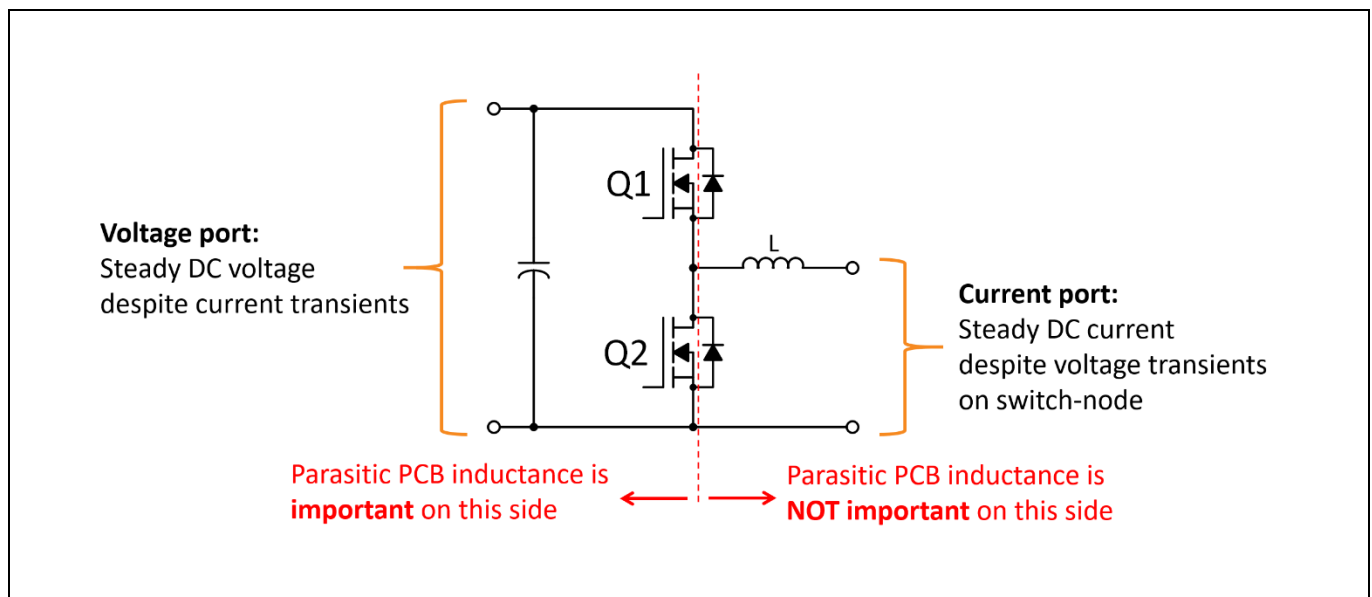 Q1
Voltage port:
Steady DC voltage
despite current transients
L
Current port:
Steady DC current
despite voltage transients
on switch-node
Q2
Parasitic PCB inductance is
important on this side
Parasitic PCB inductance is
NOT important on this side